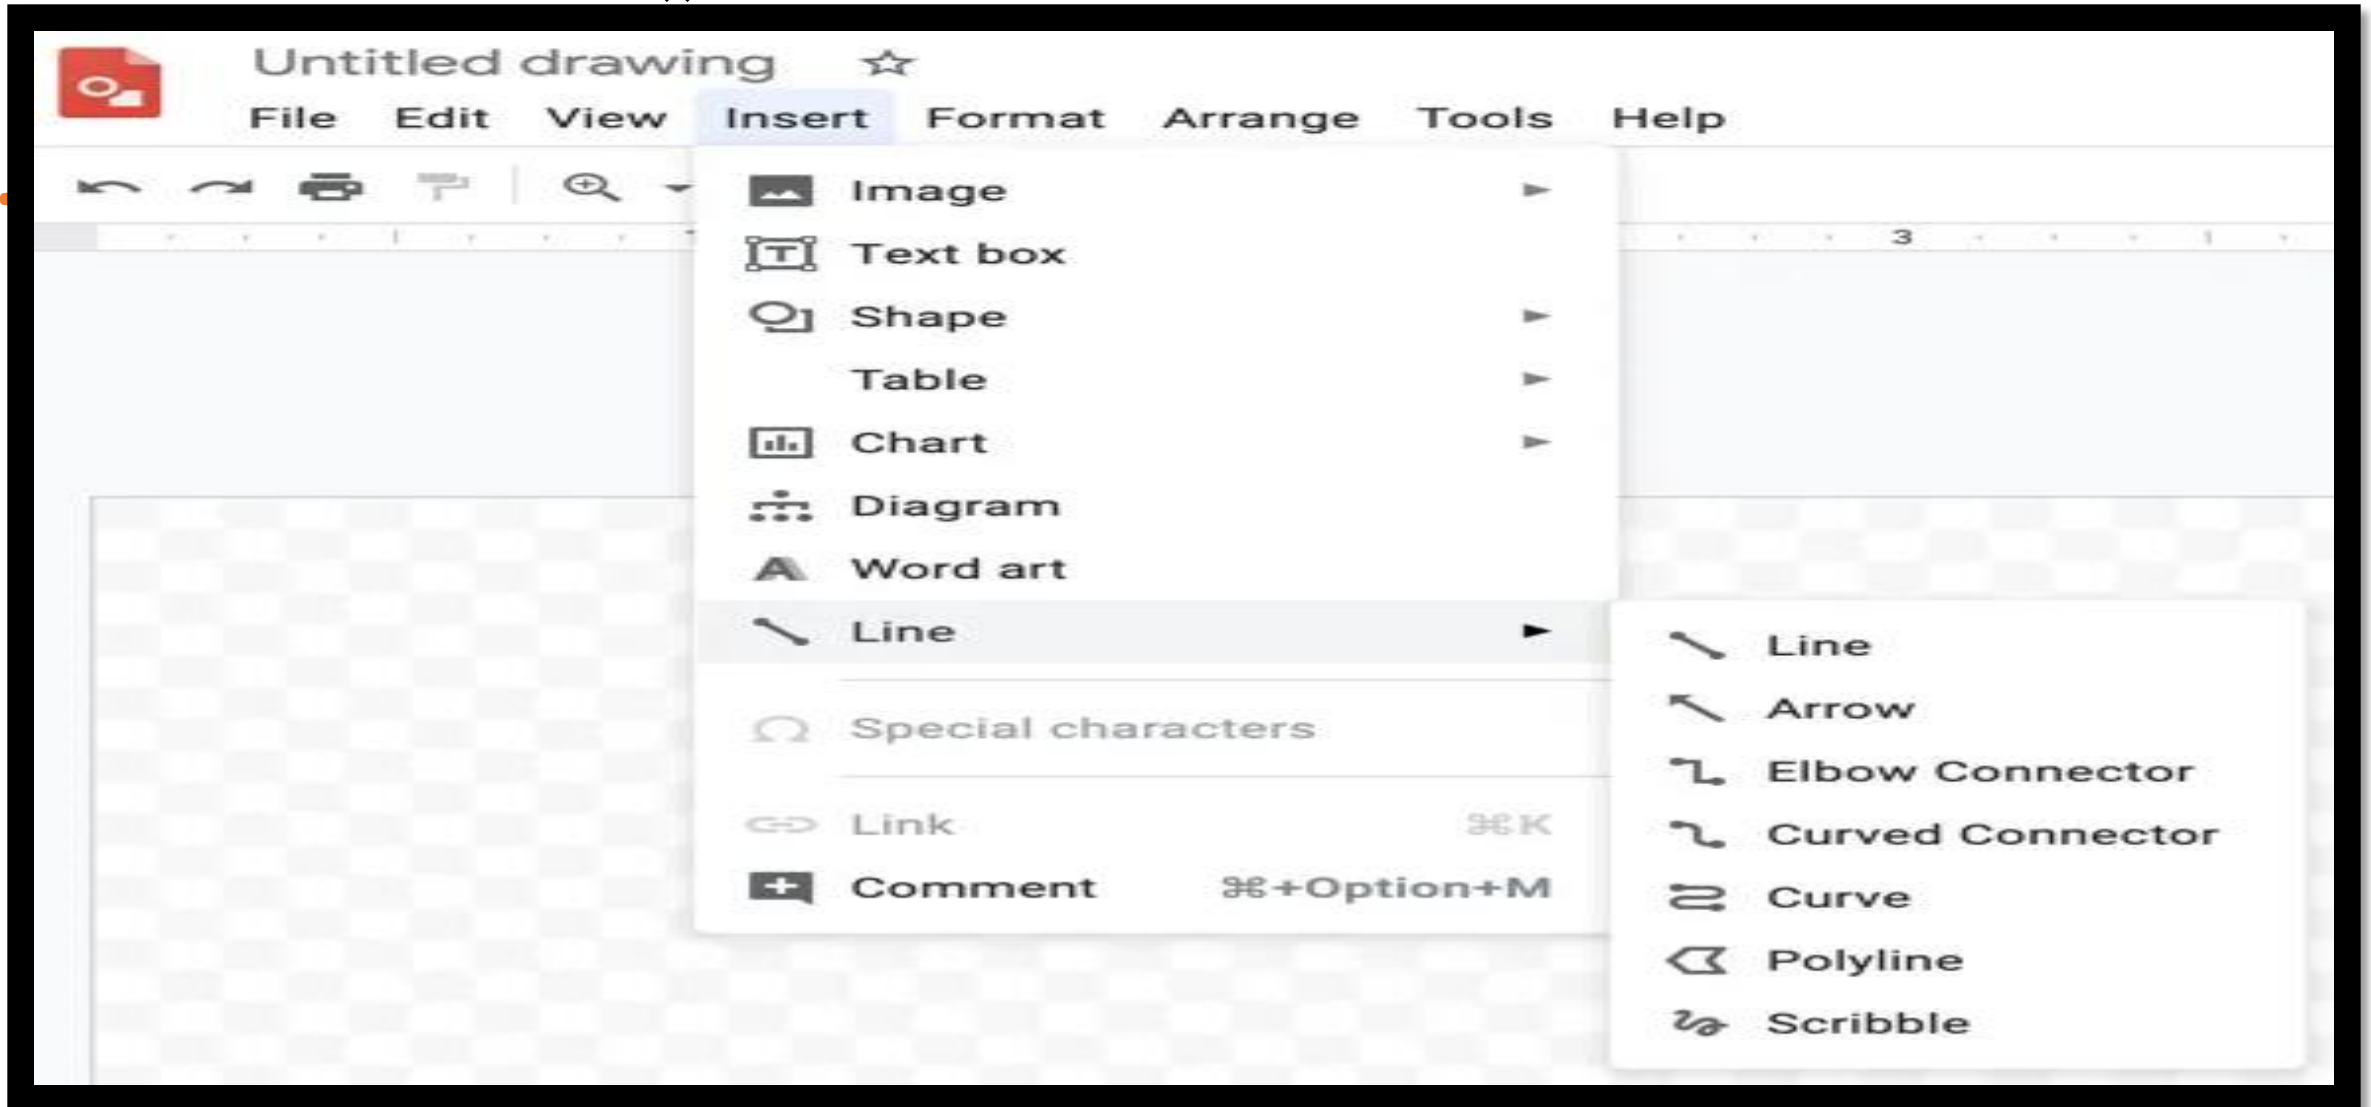 Untitled drawing
File Edit View Insert Format Arrange Tools Help
Image
3
Text box
Shape
Table
Chart
Diagram
Word art
Line
Line
Arrow
Special characters
Elbow Connector
Link ⌘K
Curved Connector
Comment ⌘+Option+M
Curve
Polyline
Scribble